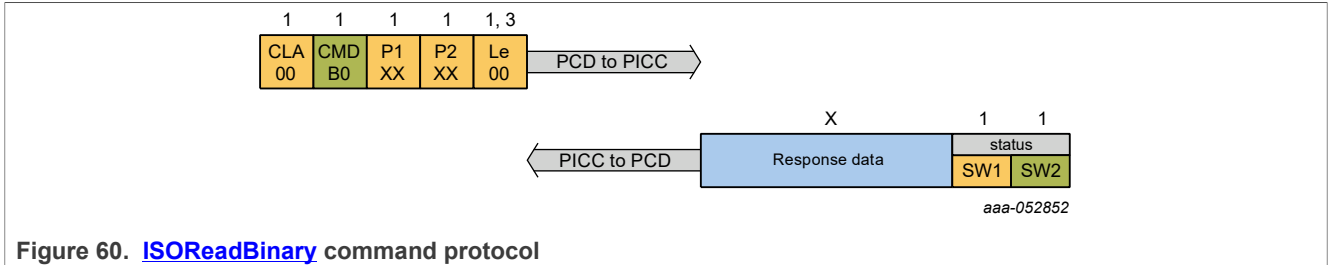 1 1 1 1 1, 3
CLA CMD P1 P2 Le
00 B0 XX XX 00
PCD to PICC
X 1 1
PICC to PCD
Response data
status
SW1 SW2
aaa-052852
Figure 60. ISOReadBinary command protocol